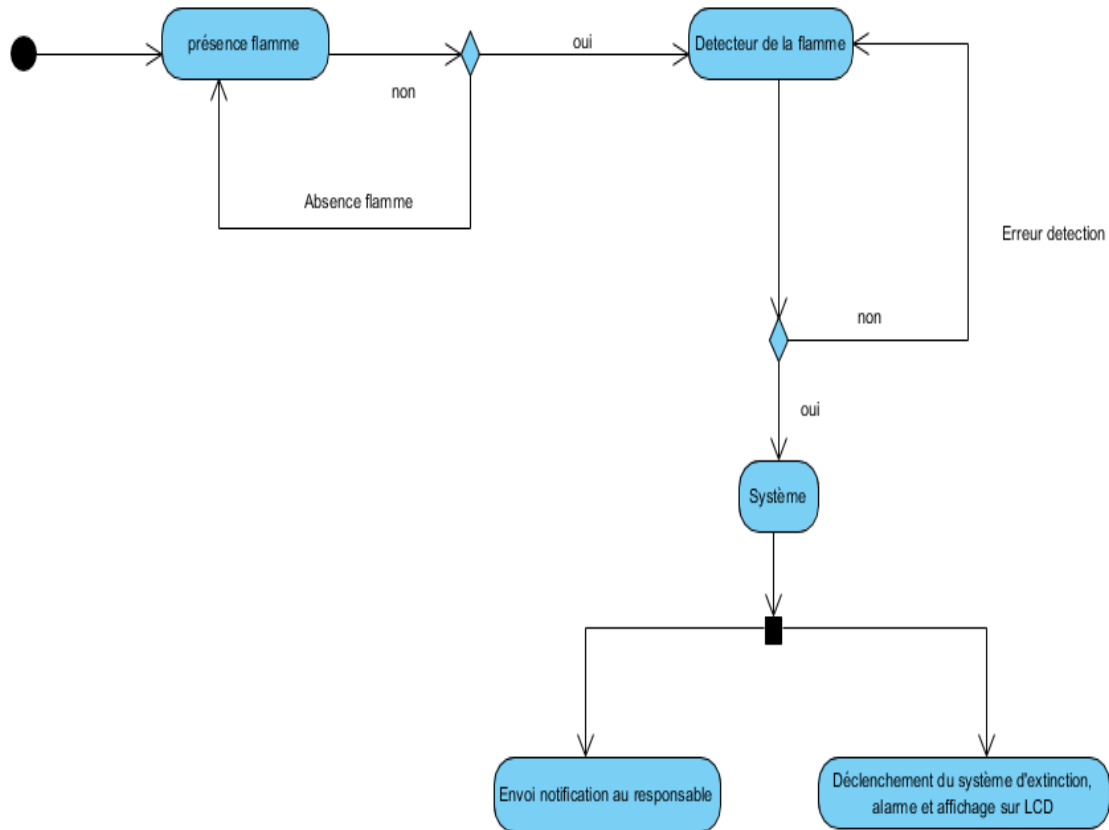 présence flamme
oui
Detecteur de la flamme
non
Absence flamme
Erreur detection
non
oui
Système
Envoi notification au responsable
Déclenchement du système d'extinction,
alarme et affichage sur LCD